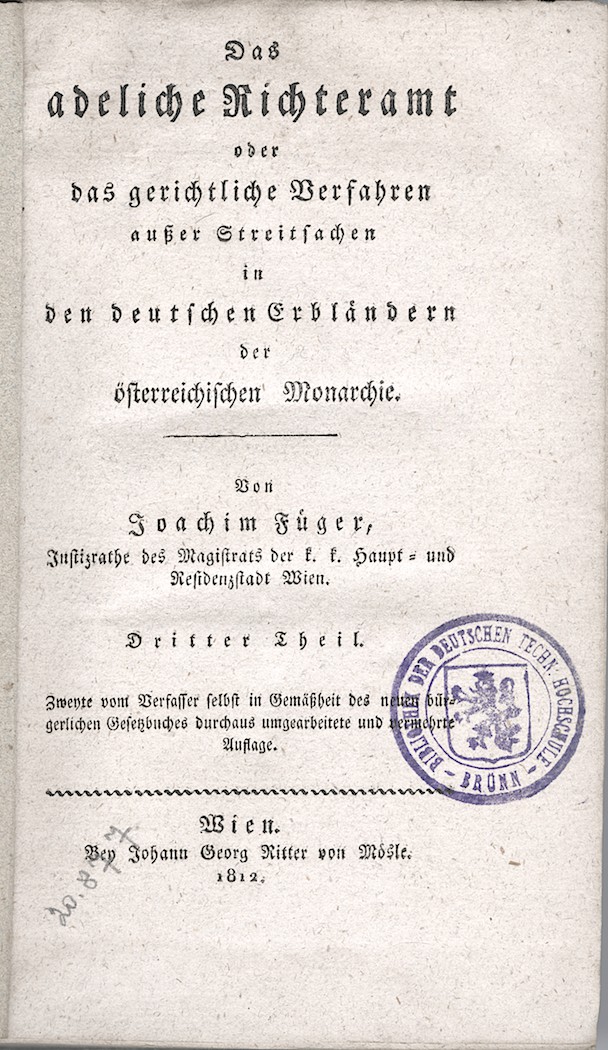 Das
adeliche Richteramt
oder
das gerichtliche Verfahren
außer Streitsachen
in
den deutschen Erbländern
der
österreichischen Monarchie.
Von
Joachim Füger,
Justizrathe des Magistrats der k. k. Haupt- und
Residenzstadt Wien.
Dritter Theil.
Zweyte vom Verfasser selbst in Gemäßheit des neuen bür-
gerlichen Gesetzbuches durchaus umgearbeitete und vermehrte
Auflage.
BIBLIOTHEK DER DEUTSCHEN TECHN. HOCHSCHULE
- BRÜNN -
Wien.
Bey Johann Georg Ritter von Mösle.
1812.
20.877